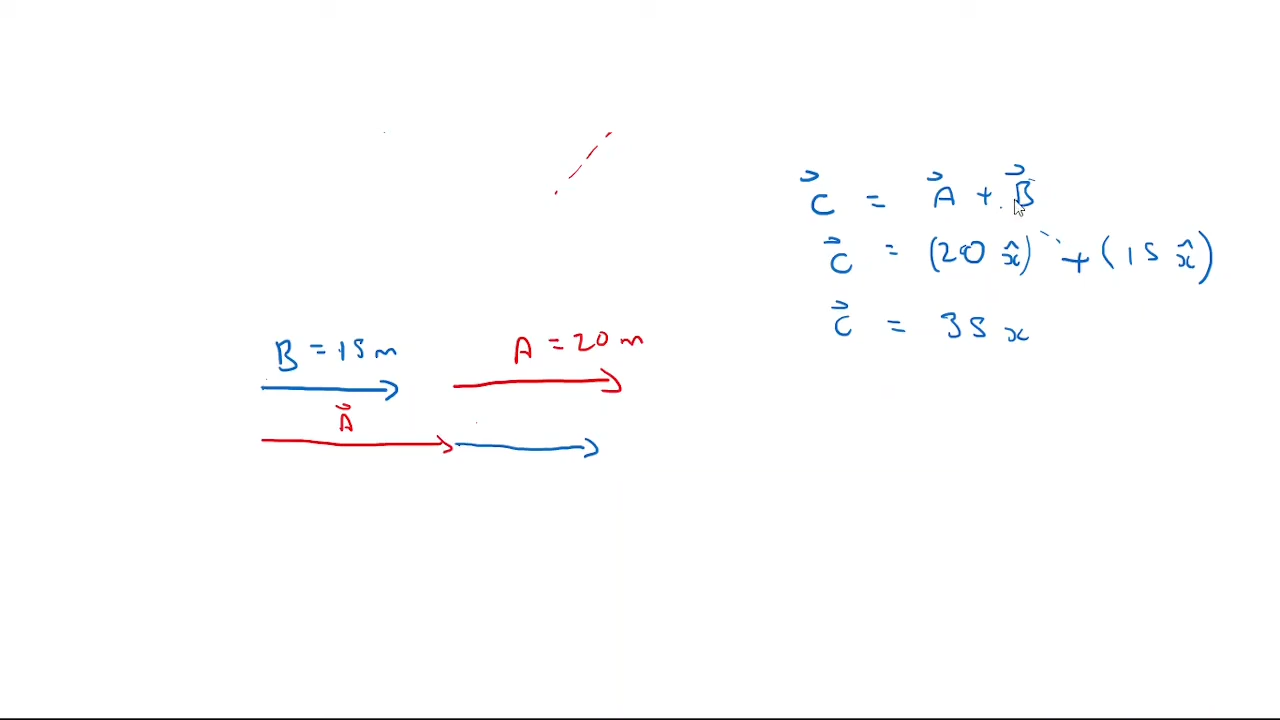 C⃗ = A⃗ + B⃗
C⃗ = (20 x̂) + (15 x̂)
C⃗ = 35 x
B = 15 m
A = 20 m
A⃗